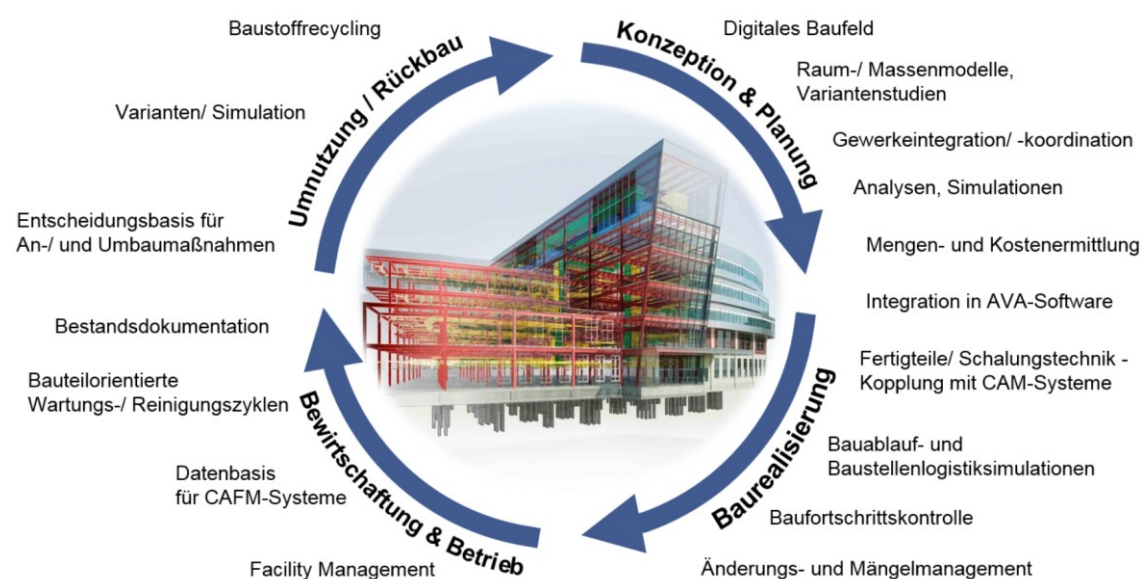 Baustoffrecycling
Digitales Baufeld
Konzeption & Planung
Raum-/ Massenmodelle,
Variantenstudien
Gewerkeintegration/ -koordination
Analysen, Simulationen
Mengen- und Kostenermittlung
Integration in AVA-Software
Fertigteile/ Schalungstechnik -
Kopplung mit CAM-Systeme
Baurealisierung
Bauablauf- und
Baustellenlogistiksimulationen
Baufortschrittskontrolle
Änderungs- und Mängelmanagement
Facility Management
Bewirtschaftung & Betrieb
Datenbasis
für CAFM-Systeme
Bauteilorientierte
Wartungs-/ Reinigungszyklen
Bestandsdokumentation
Umnutzung / Rückbau
Entscheidungsbasis für
An-/ und Umbaumaßnahmen
Varianten/ Simulation